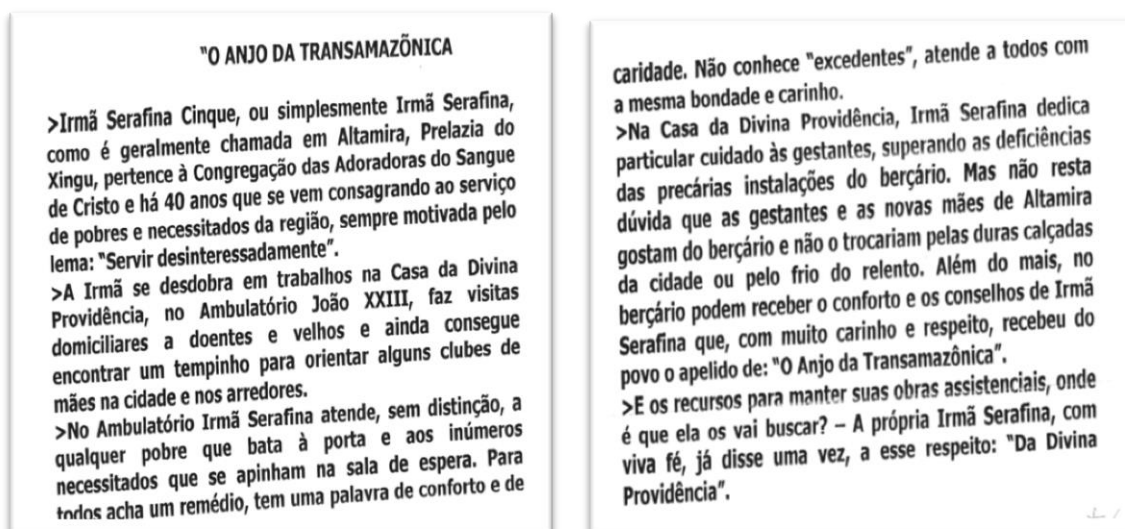 "O ANJO DA TRANSAMAZÕNICA
>Irmã Serafina Cinque, ou simplesmente Irmã Serafina,
como é geralmente chamada em Altamira, Prelazia do
Xingu, pertence à Congregação das Adoradoras do Sangue
de Cristo e há 40 anos que se vem consagrando ao serviço
de pobres e necessitados da região, sempre motivada pelo
lema: "Servir desinteressadamente".
>A Irmã se desdobra em trabalhos na Casa da Divina
Providência, no Ambulatório João XXIII, faz visitas
domiciliares a doentes e velhos e ainda consegue
encontrar um tempinho para orientar alguns clubes de
mães na cidade e nos arredores.
>No Ambulatório Irmã Serafina atende, sem distinção, a
qualquer pobre que bata à porta e aos inúmeros
necessitados que se apinham na sala de espera. Para
todos acha um remédio, tem uma palavra de conforto e de
caridade. Não conhece "excedentes", atende a todos com
a mesma bondade e carinho.
>Na Casa da Divina Providência, Irmã Serafina dedica
particular cuidado às gestantes, superando as deficiências
das precárias instalações do berçário. Mas não resta
dúvida que as gestantes e as novas mães de Altamira
gostam do berçário e não o trocariam pelas duras calçadas
da cidade ou pelo frio do relento. Além do mais, no
berçário podem receber o conforto e os conselhos de Irmã
Serafina que, com muito carinho e respeito, recebeu do
povo o apelido de: "O Anjo da Transamazônica".
>E os recursos para manter suas obras assistenciais, onde
é que ela os vai buscar? – A própria Irmã Serafina, com
viva fé, já disse uma vez, a esse respeito: "Da Divina
Providência".